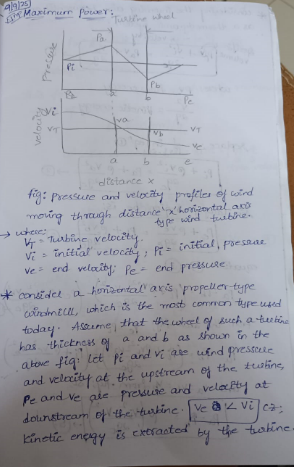 9/9/25
Maximum Power:
Turbine wheel
Pa
Pressure
Pi
Pb
Pi
a
b
Pe
Velocity
Vi
VT
Va
Vb
VT
Ve
a b e
distance x
fig: pressure and velocity profiles of wind
moving through distance x horizontal axis
type wind turbine.
→ where:
VT = Turbine velocity.
Vi = initial velocity ; Pi = initial, pressure
Ve = end velocity; Pe = end pressure
* consider a horizontal axis propeller type
windmill, which is the most common type used
today. Assume, that the wheel of such a turbine
has thickness of a and b as shown in the
above fig: let Pi and Vi are wind pressure
and velocity at the upstream of the turbine,
Pe and Ve are pressure and velocity at
downstream of the turbine. Ve < Vi
kinetic energy is extracted by the turbine.